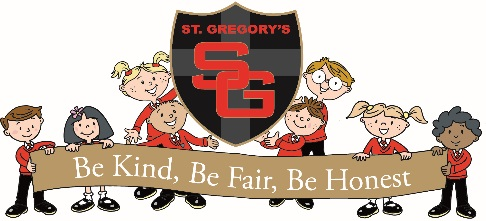 ST. GREGORY'S
SG
Be Kind, Be Fair, Be Honest